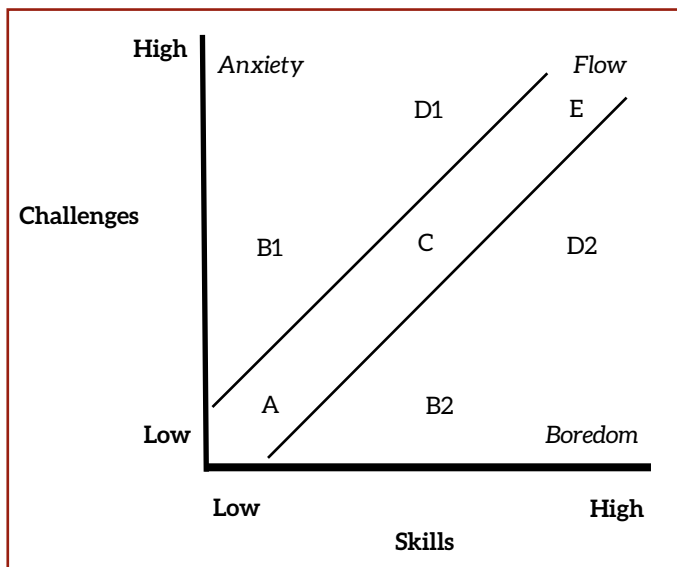 High
Anxiety
Flow
D1
E
Challenges
B1
C
D2
A
B2
Low
Boredom
Low
High
Skills